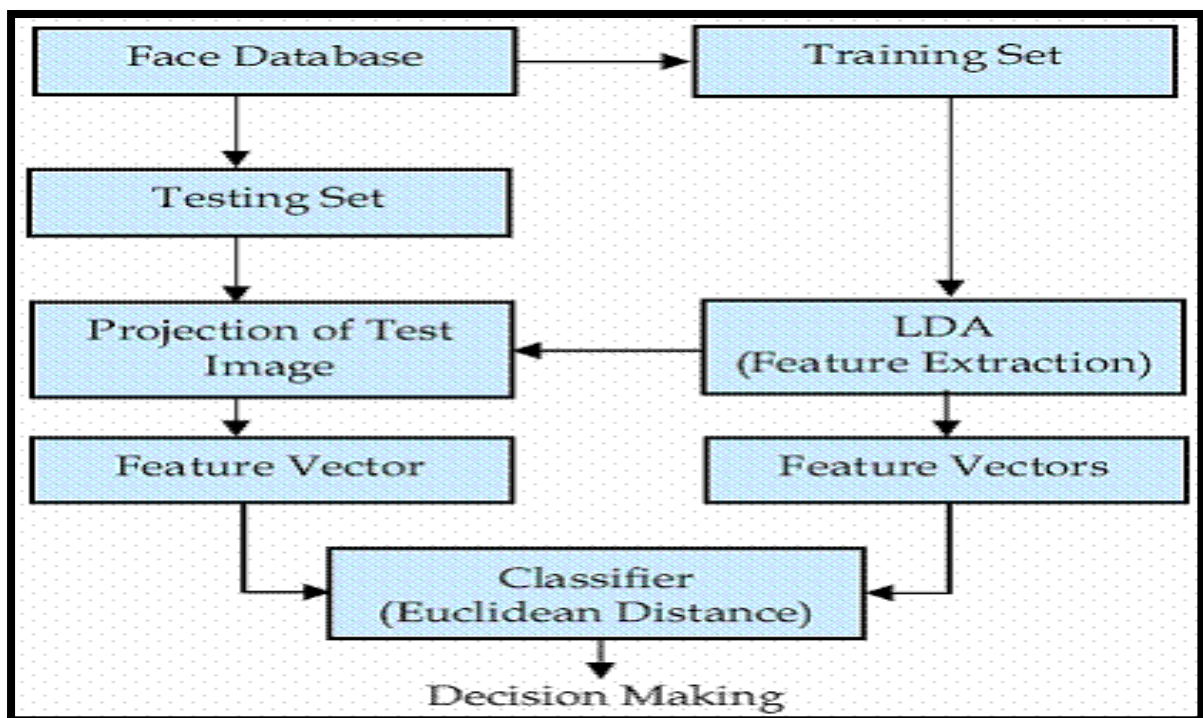 Face Database
Training Set
Testing Set
Projection of Test
Image
LDA
(Feature Extraction)
Feature Vector
Feature Vectors
Classifier
(Euclidean Distance)
Decision Making